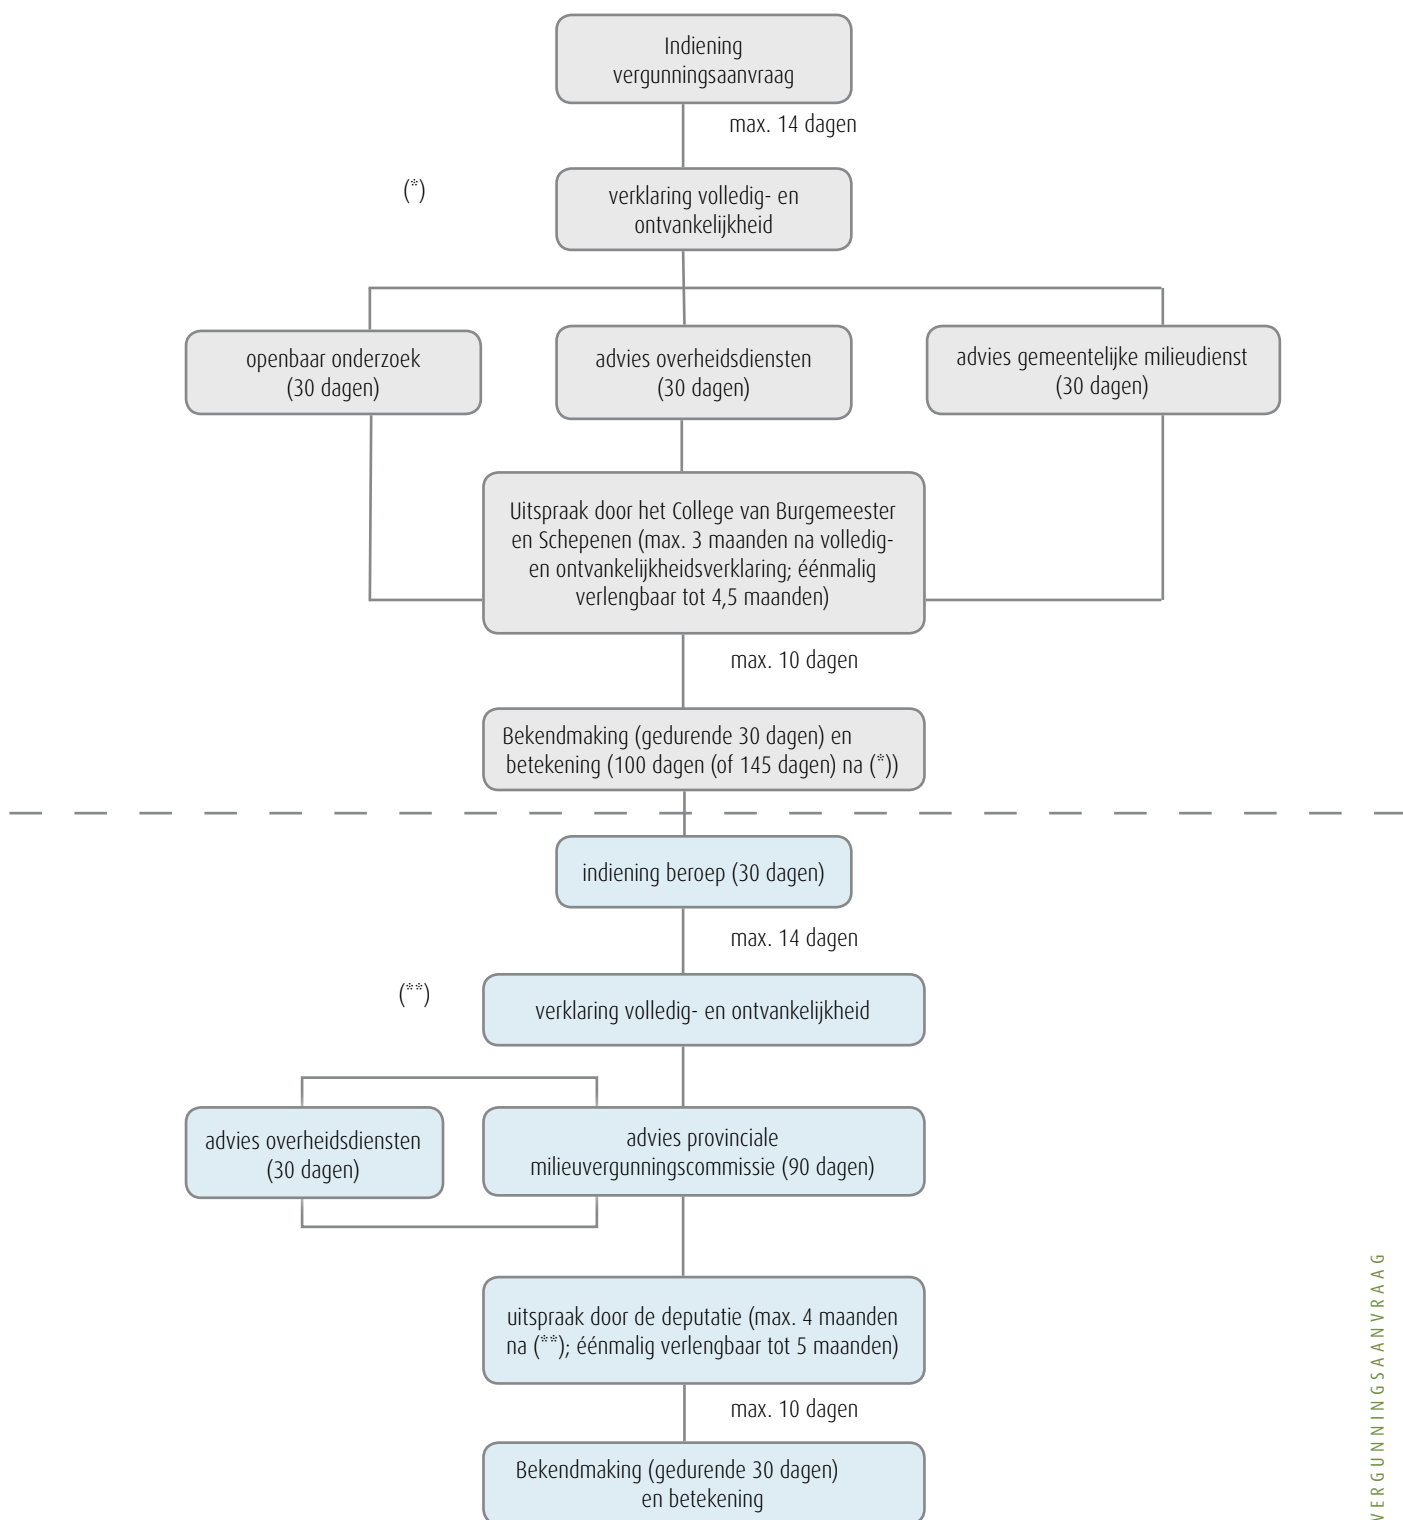 Indiening
vergunningsaanvraag
max. 14 dagen
(*)
verklaring volledig- en
ontvankelijkheid
openbaar onderzoek
(30 dagen)
advies overheidsdiensten
(30 dagen)
advies gemeentelijke milieudienst
(30 dagen)
Uitspraak door het College van Burgemeester
en Schepenen (max. 3 maanden na volledig-
en ontvankelijkheidsverklaring; éénmalig
verlengbaar tot 4,5 maanden)
max. 10 dagen
Bekendmaking (gedurende 30 dagen) en
betekening (100 dagen (of 145 dagen) na (*))
indiening beroep (30 dagen)
max. 14 dagen
(**)
verklaring volledig- en ontvankelijkheid
advies overheidsdiensten
(30 dagen)
advies provinciale
milieuvergunningscommissie (90 dagen)
uitspraak door de deputatie (max. 4 maanden
na (**); éénmalig verlengbaar tot 5 maanden)
max. 10 dagen
Bekendmaking (gedurende 30 dagen)
en betekening
VERGUNNINGSAANVRAAG